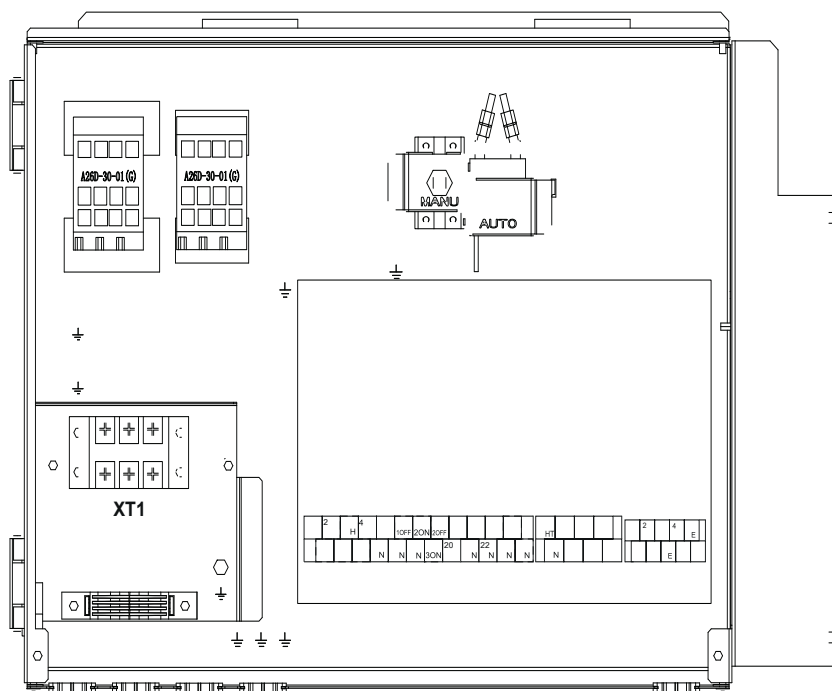 A26D-30-01(G) A26D-30-01(G)
MANU
AUTO
XT1
2 4 H 1OFF 2ON 2OFF
N N N 3ON 20 N 22 N N N
HT
N
2 4 E
E